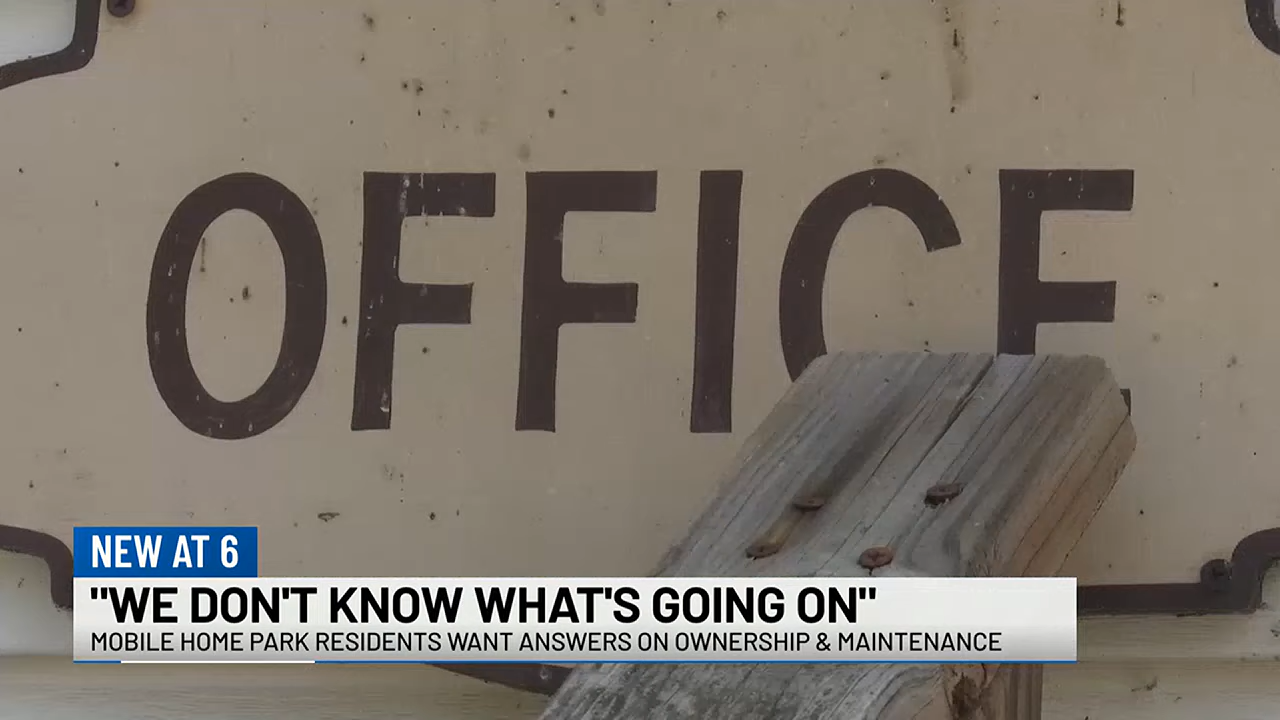 OFFICE
NEW AT 6
"WE DON'T KNOW WHAT'S GOING ON"
MOBILE HOME PARK RESIDENTS WANT ANSWERS ON OWNERSHIP & MAINTENANCE